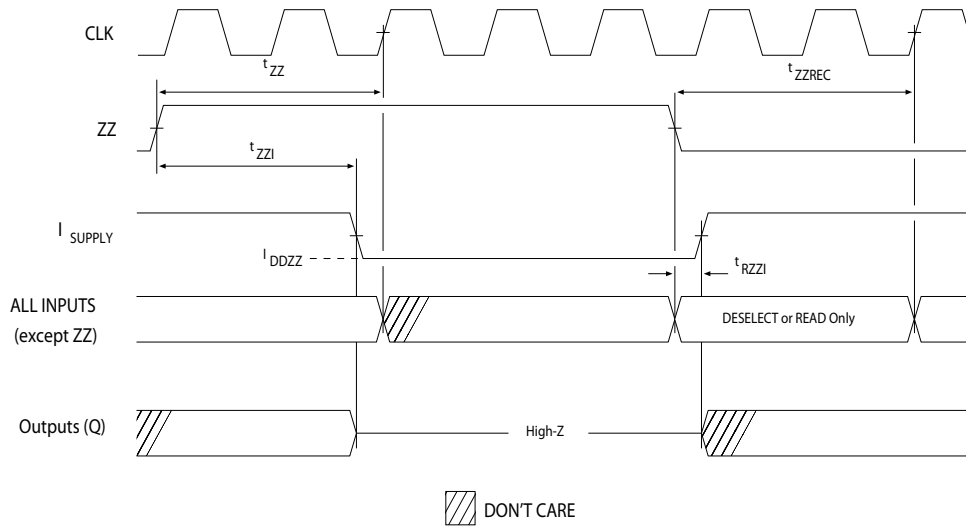 CLK
t ZZ
t ZZREC
ZZ
t ZZI
I SUPPLY
I DDZZ
t RZZI
ALL INPUTS
(except ZZ)
DESELECT or READ Only
Outputs (Q)
High-Z
DON'T CARE